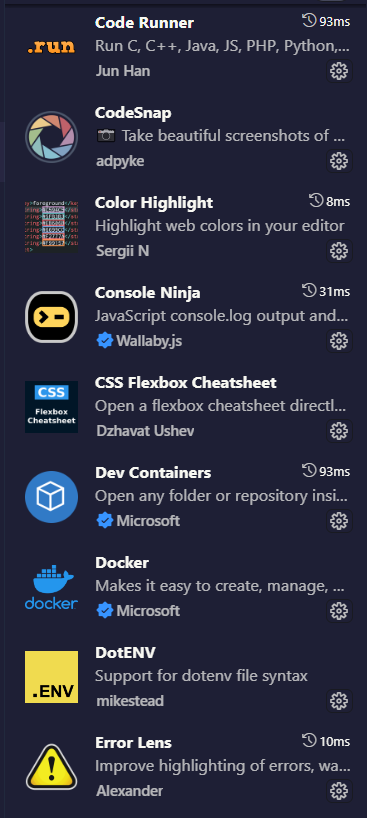 Code Runner 93ms
.run
Run C, C++, Java, JS, PHP, Python,...
Jun Han
CodeSnap
Take beautiful screenshots of ...
adpyke
Color Highlight 8ms
Highlight web colors in your editor
Sergii N
Console Ninja 31ms
JavaScript console.log output and...
Wallaby.js
CSS Flexbox Cheatsheet
CSS
Flexbox
Cheatsheet
Open a flexbox cheatsheet directl...
Dzhavat Ushev
Dev Containers 93ms
Open any folder or repository insi...
Microsoft
Docker
Makes it easy to create, manage, ...
docker
Microsoft
DotENV
Support for dotenv file syntax
.ENV
mikestead
Error Lens 10ms
Improve highlighting of errors, wa...
Alexander